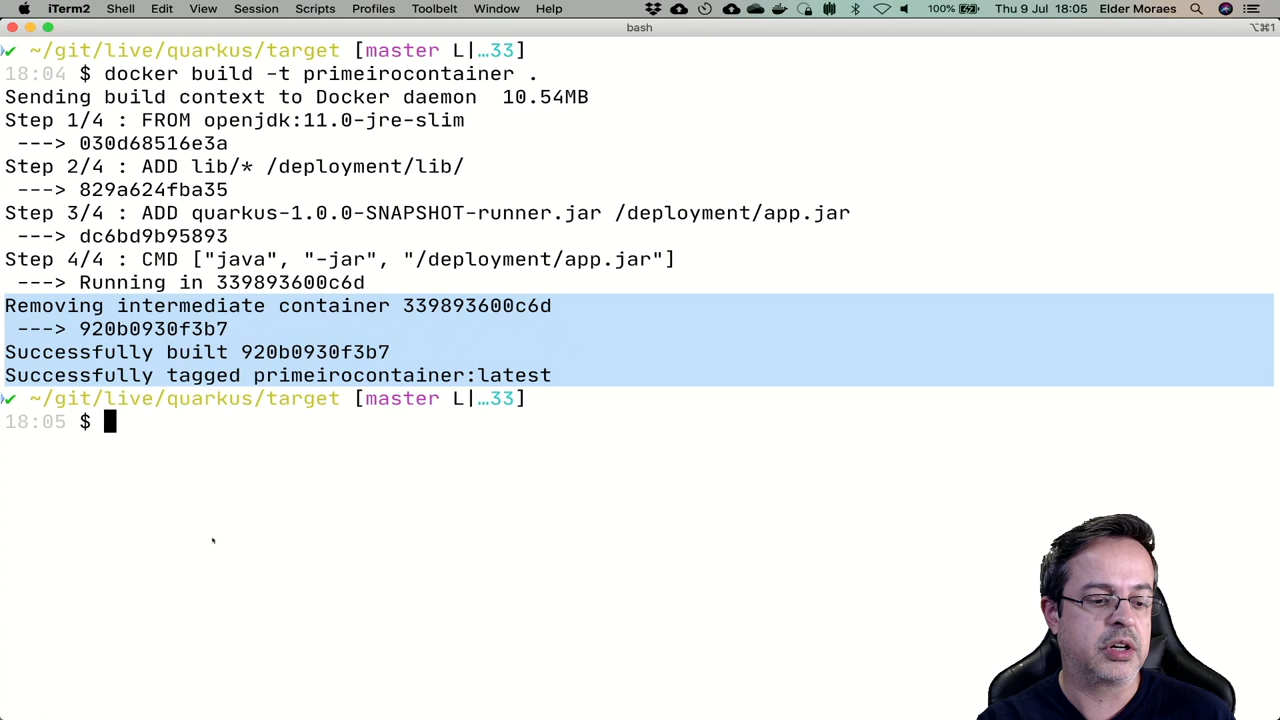 iTerm2 Shell Edit View Session Scripts Profiles Toolbelt Window Help 100% Thu 9 Jul 18:05 Elder Moraes
bash ⌥⌘1
✔ ~/git/live/quarkus/target [master L|…33]
18:04 $ docker build -t primeirocontainer .
Sending build context to Docker daemon 10.54MB
Step 1/4 : FROM openjdk:11.0-jre-slim
---> 030d68516e3a
Step 2/4 : ADD lib/* /deployment/lib/
---> 829a624fba35
Step 3/4 : ADD quarkus-1.0.0-SNAPSHOT-runner.jar /deployment/app.jar
---> dc6bd9b95893
Step 4/4 : CMD ["java", "-jar", "/deployment/app.jar"]
---> Running in 339893600c6d
Removing intermediate container 339893600c6d
---> 920b0930f3b7
Successfully built 920b0930f3b7
Successfully tagged primeirocontainer:latest
✔ ~/git/live/quarkus/target [master L|…33]
18:05 $